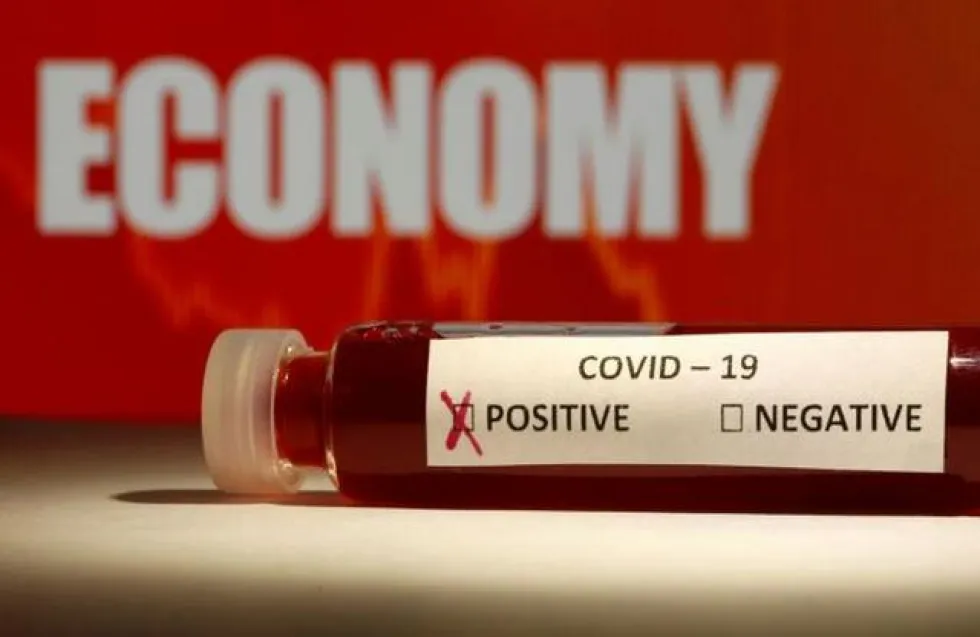 ECONOMY
COVID – 19
☒ POSITIVE ☐ NEGATIVE